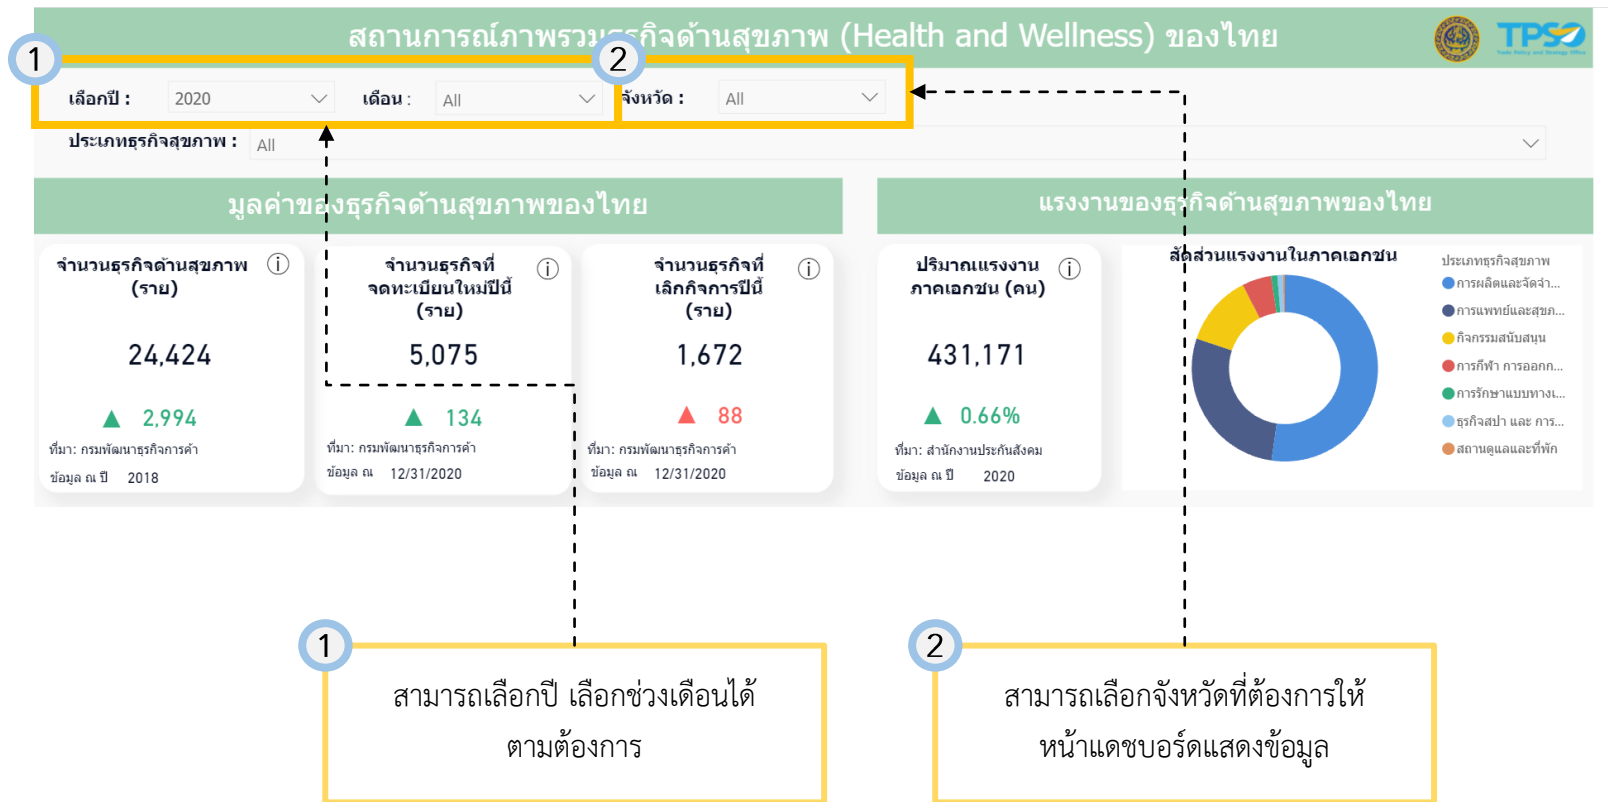 สถานการณ์ภาพรวมธุรกิจด้านสุขภาพ (Health and Wellness) ของไทย
TPSO
Trade Policy and Strategy Office
1
2
เลือกปี : 2020 เดือน : All จังหวัด : All
ประเภทธุรกิจสุขภาพ : All
มูลค่าของธุรกิจด้านสุขภาพของไทย
แรงงานของธุรกิจด้านสุขภาพของไทย
จำนวนธุรกิจด้านสุขภาพ
(ราย)
24,424
2,994
ที่มา: กรมพัฒนาธุรกิจการค้า
ข้อมูล ณ ปี 2018
จำนวนธุรกิจที่
จดทะเบียนใหม่ปีนี้
(ราย)
5,075
134
ที่มา: กรมพัฒนาธุรกิจการค้า
ข้อมูล ณ 12/31/2020
จำนวนธุรกิจที่
เลิกกิจการปีนี้
(ราย)
1,672
88
ที่มา: กรมพัฒนาธุรกิจการค้า
ข้อมูล ณ 12/31/2020
ปริมาณแรงงาน
ภาคเอกชน (คน)
431,171
0.66%
ที่มา: สำนักงานประกันสังคม
ข้อมูล ณ ปี 2020
สัดส่วนแรงงานในภาคเอกชน
ประเภทธุรกิจสุขภาพ
การผลิตและจัดจำ...
การแพทย์และสุขภ...
กิจกรรมสนับสนุน
การกีฬา การออกก...
การรักษาแบบทางเ...
ธุรกิจสปา และ การ...
สถานดูแลและที่พัก
1
สามารถเลือกปี เลือกช่วงเดือนได้
ตามต้องการ
2
สามารถเลือกจังหวัดที่ต้องการให้
หน้าแดชบอร์ดแสดงข้อมูล